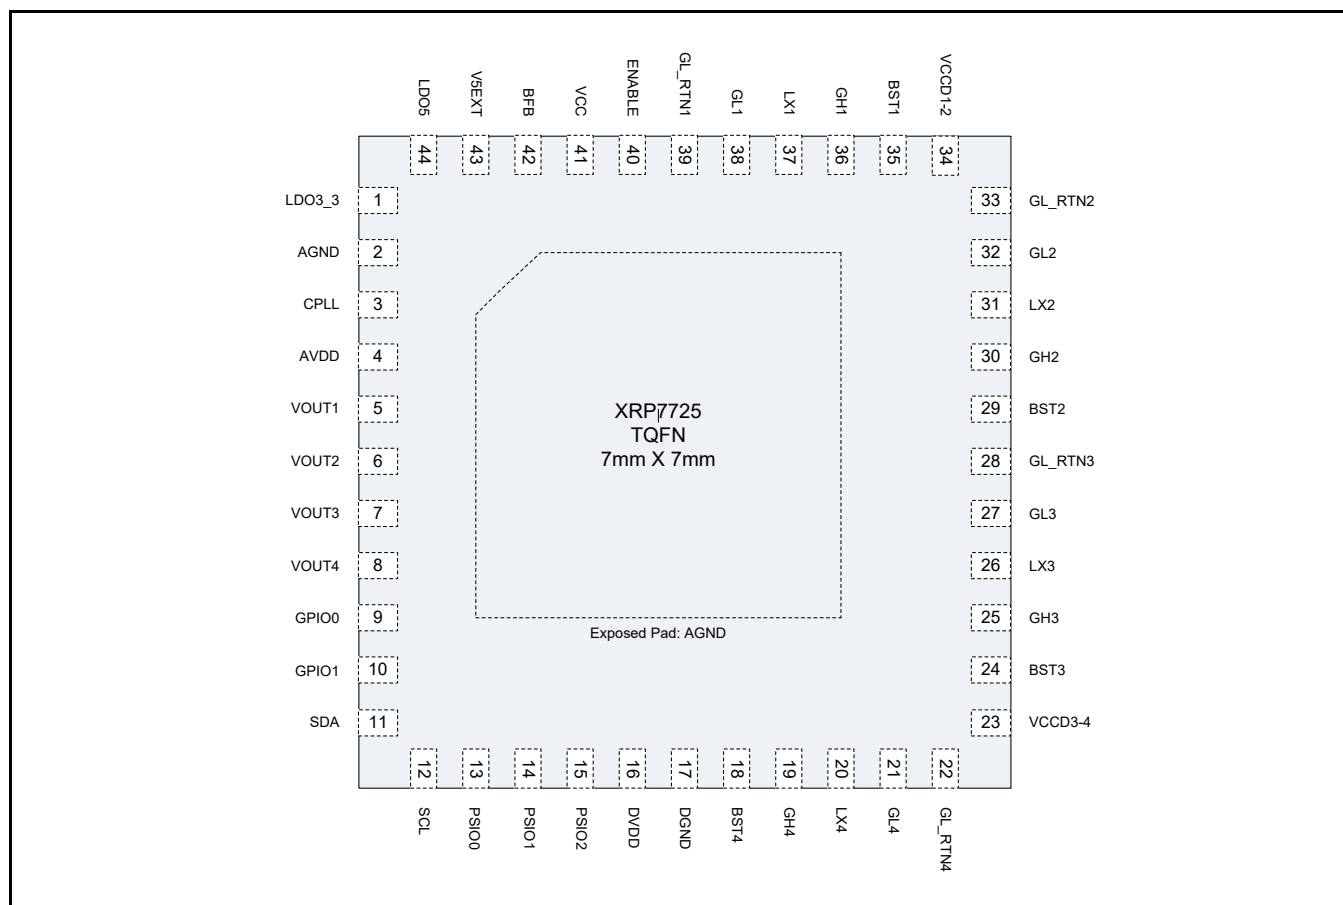 LDO5
V5EXT
BFB
VCC
ENABLE
GL_RTN1
GL1
LX1
GH1
BST1
VCCD1-2
44
43
42
41
40
39
38
37
36
35
34
LDO3_3 1
33 GL_RTN2
AGND 2
32 GL2
CPLL 3
31 LX2
AVDD 4
30 GH2
VOUT1 5
29 BST2
VOUT2 6
28 GL_RTN3
VOUT3 7
27 GL3
VOUT4 8
26 LX3
GPIO0 9
25 GH3
GPIO1 10
24 BST3
SDA 11
23 VCCD3-4
XRP7725
TQFN
7mm X 7mm
Exposed Pad: AGND
12
13
14
15
16
17
18
19
20
21
22
SCL
PSIO0
PSIO1
PSIO2
DVDD
DGND
BST4
GH4
LX4
GL4
GL_RTN4